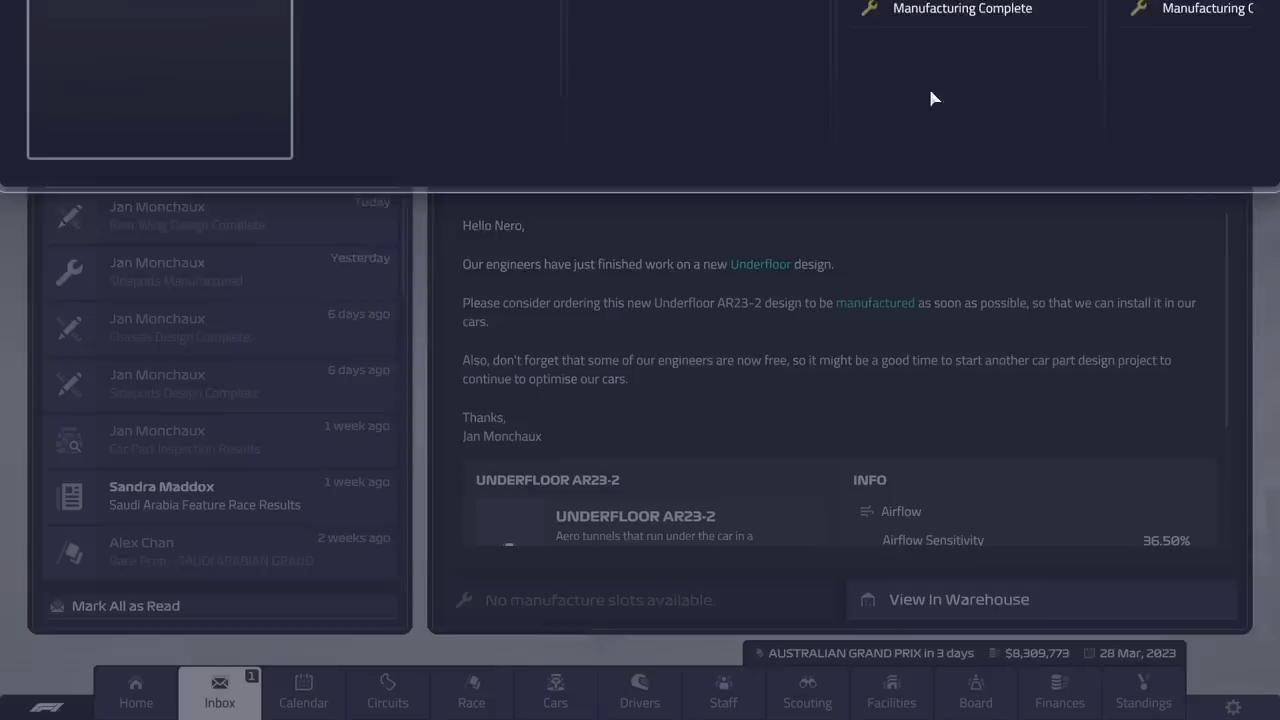 Manufacturing Complete
Manufacturing C
Jan Monchaux
Today
Rear Wing Design Complete
Jan Monchaux
Yesterday
Sidepods Manufactured
Jan Monchaux
6 days ago
Chassis Design Complete
Jan Monchaux
6 days ago
Sidepods Design Complete
Jan Monchaux
1 week ago
Car Part Inspection Results
Sandra Maddox
1 week ago
Saudi Arabia Feature Race Results
Alex Chan
2 weeks ago
Race Prep - SAUDI ARABIAN GRAND
Mark All as Read
Hello Nero,
Our engineers have just finished work on a new Underfloor design.
Please consider ordering this new Underfloor AR23-2 design to be manufactured as soon as possible, so that we can install it in our
cars.
Also, don't forget that some of our engineers are now free, so it might be a good time to start another car part design project to
continue to optimise our cars.
Thanks,
Jan Monchaux
UNDERFLOOR AR23-2
UNDERFLOOR AR23-2
Aero tunnels that run under the car in a
INFO
Airflow
Airflow Sensitivity
36.50%
No manufacture slots available.
View In Warehouse
AUSTRALIAN GRAND PRIX in 3 days
$8,309,773
28 Mar, 2023
Home
Inbox
1
Calendar
Circuits
Race
Cars
Drivers
Staff
Scouting
Facilities
Board
Finances
Standings